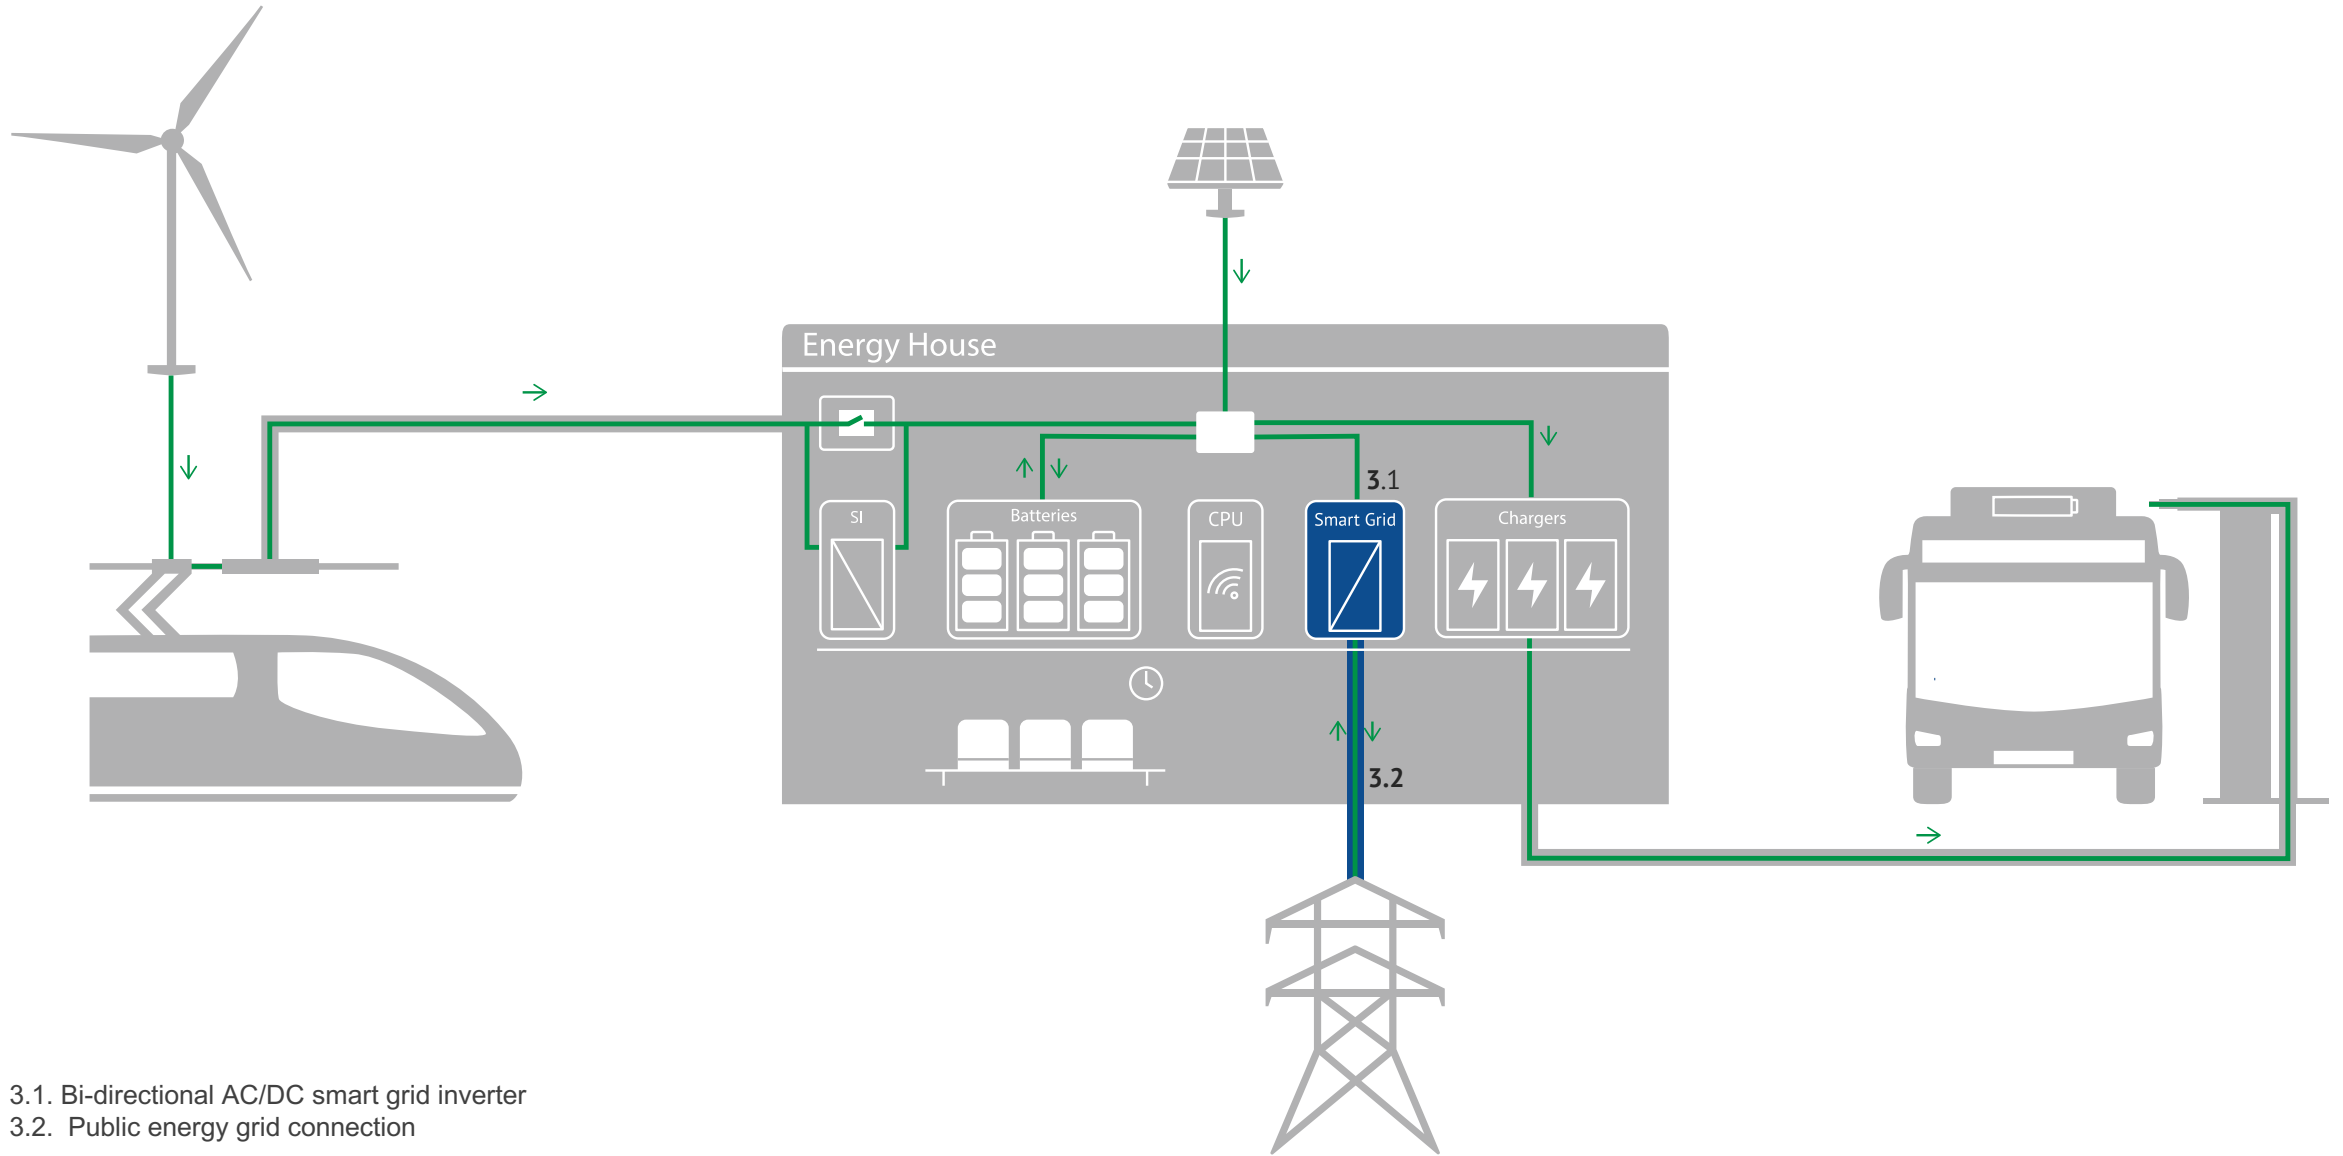 Energy House
3.1
SI
Batteries
CPU
Smart Grid
Chargers
3.2
3.1. Bi-directional AC/DC smart grid inverter
3.2. Public energy grid connection